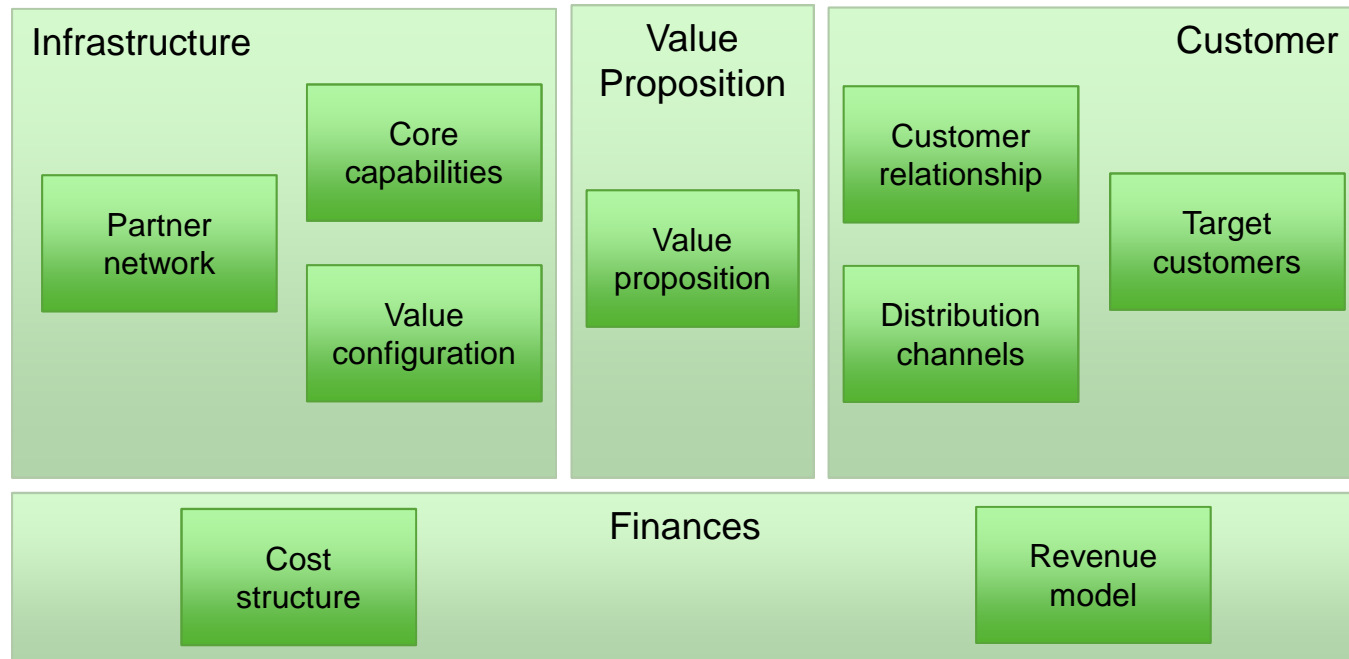 Infrastructure
Core
capabilities
Partner
network
Value
configuration
Value
Proposition
Value
proposition
Customer
Customer
relationship
Distribution
channels
Target
customers
Finances
Cost
structure
Revenue
model